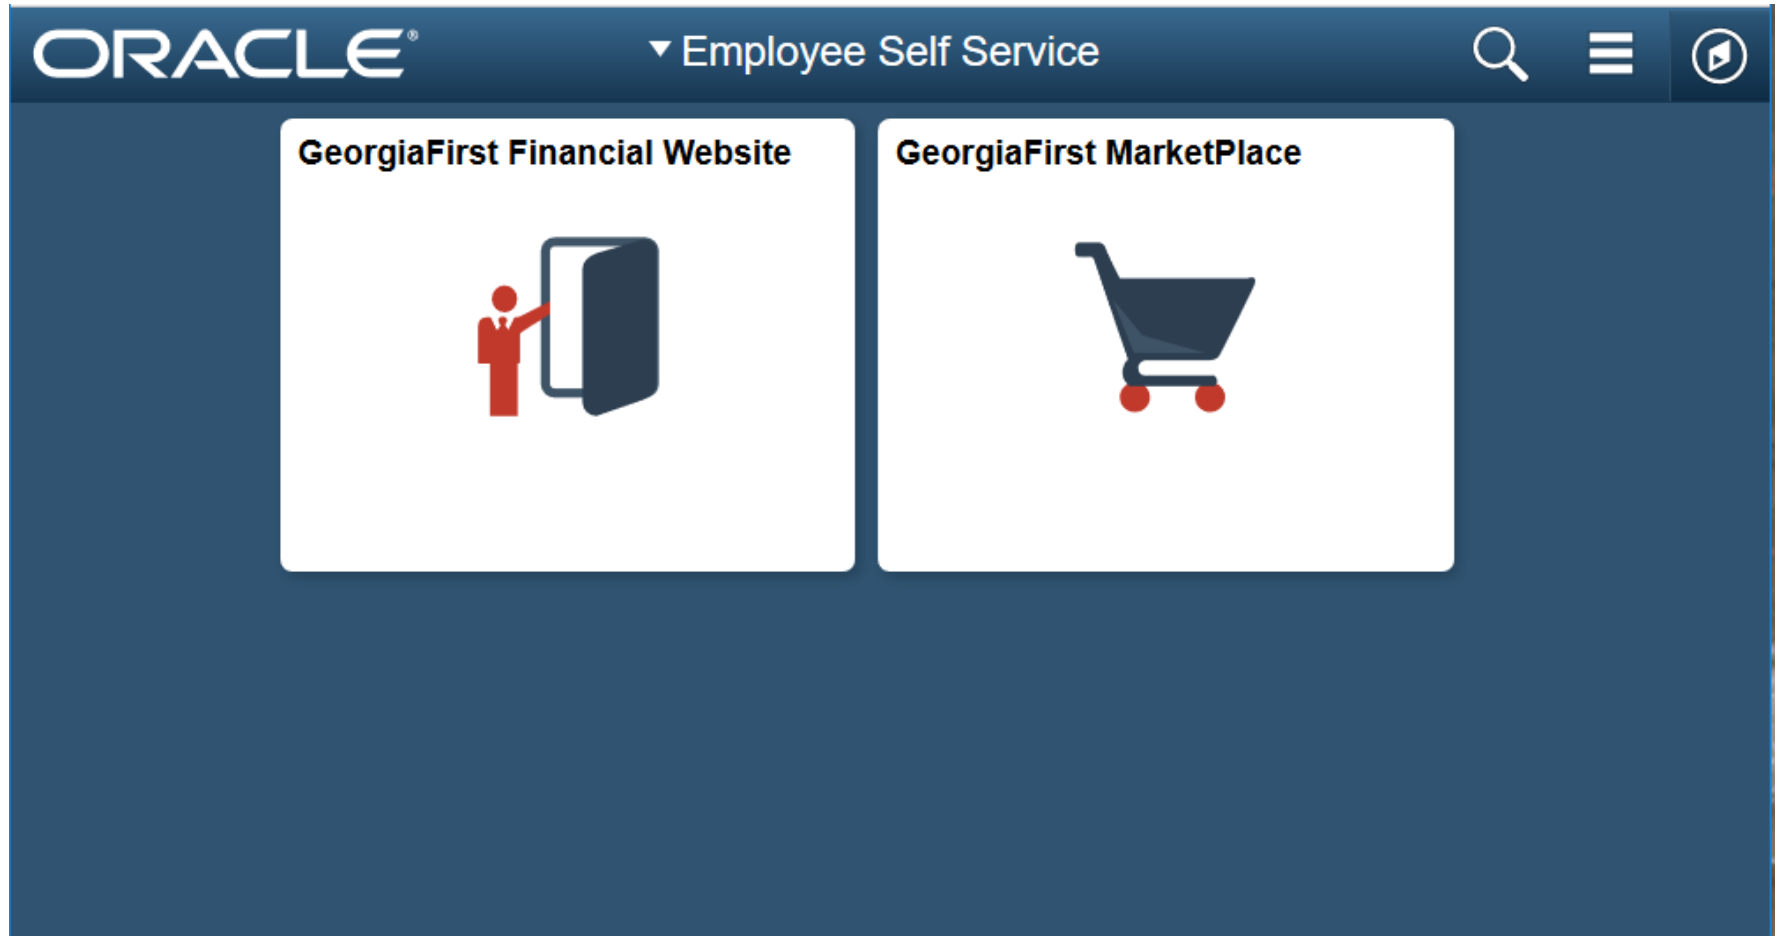 ORACLE®
Employee Self Service
GeorgiaFirst Financial Website
GeorgiaFirst MarketPlace